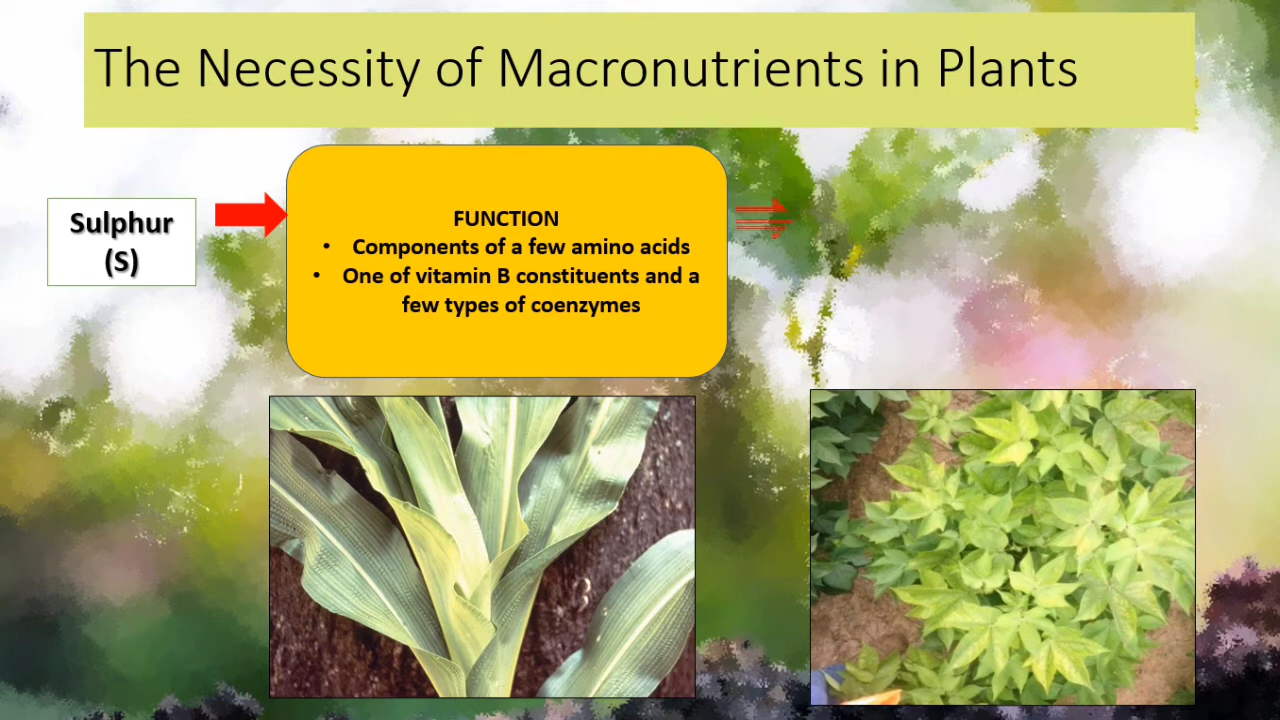 The Necessity of Macronutrients in Plants
Sulphur
(S)
FUNCTION
• Components of a few amino acids
• One of vitamin B constituents and a
few types of coenzymes